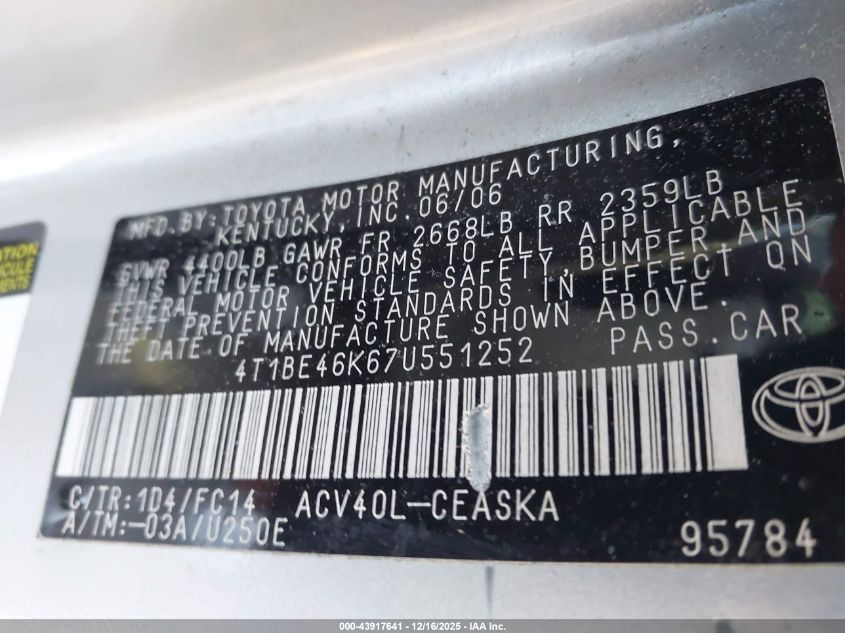 MFD.BY:TOYOTA MOTOR MANUFACTURING,
KENTUCKY, INC. 06/06
GVWR 4400LB GAWR FR 2668LB RR 2359LB
THIS VEHICLE CONFORMS TO ALL APPLICABLE
FEDERAL MOTOR VEHICLE SAFETY, BUMPER, AND
THEFT PREVENTION STANDARDS IN EFFECT ON
THE DATE OF MANUFACTURE SHOWN ABOVE.
4T1BE46K67U551252 PASS.CAR
C/TR:1D4/FC14 ACV40L-CEASKA
A/TM:-03A/U250E
95784
000-43917641 - 12/16/2025 - IAA Inc.